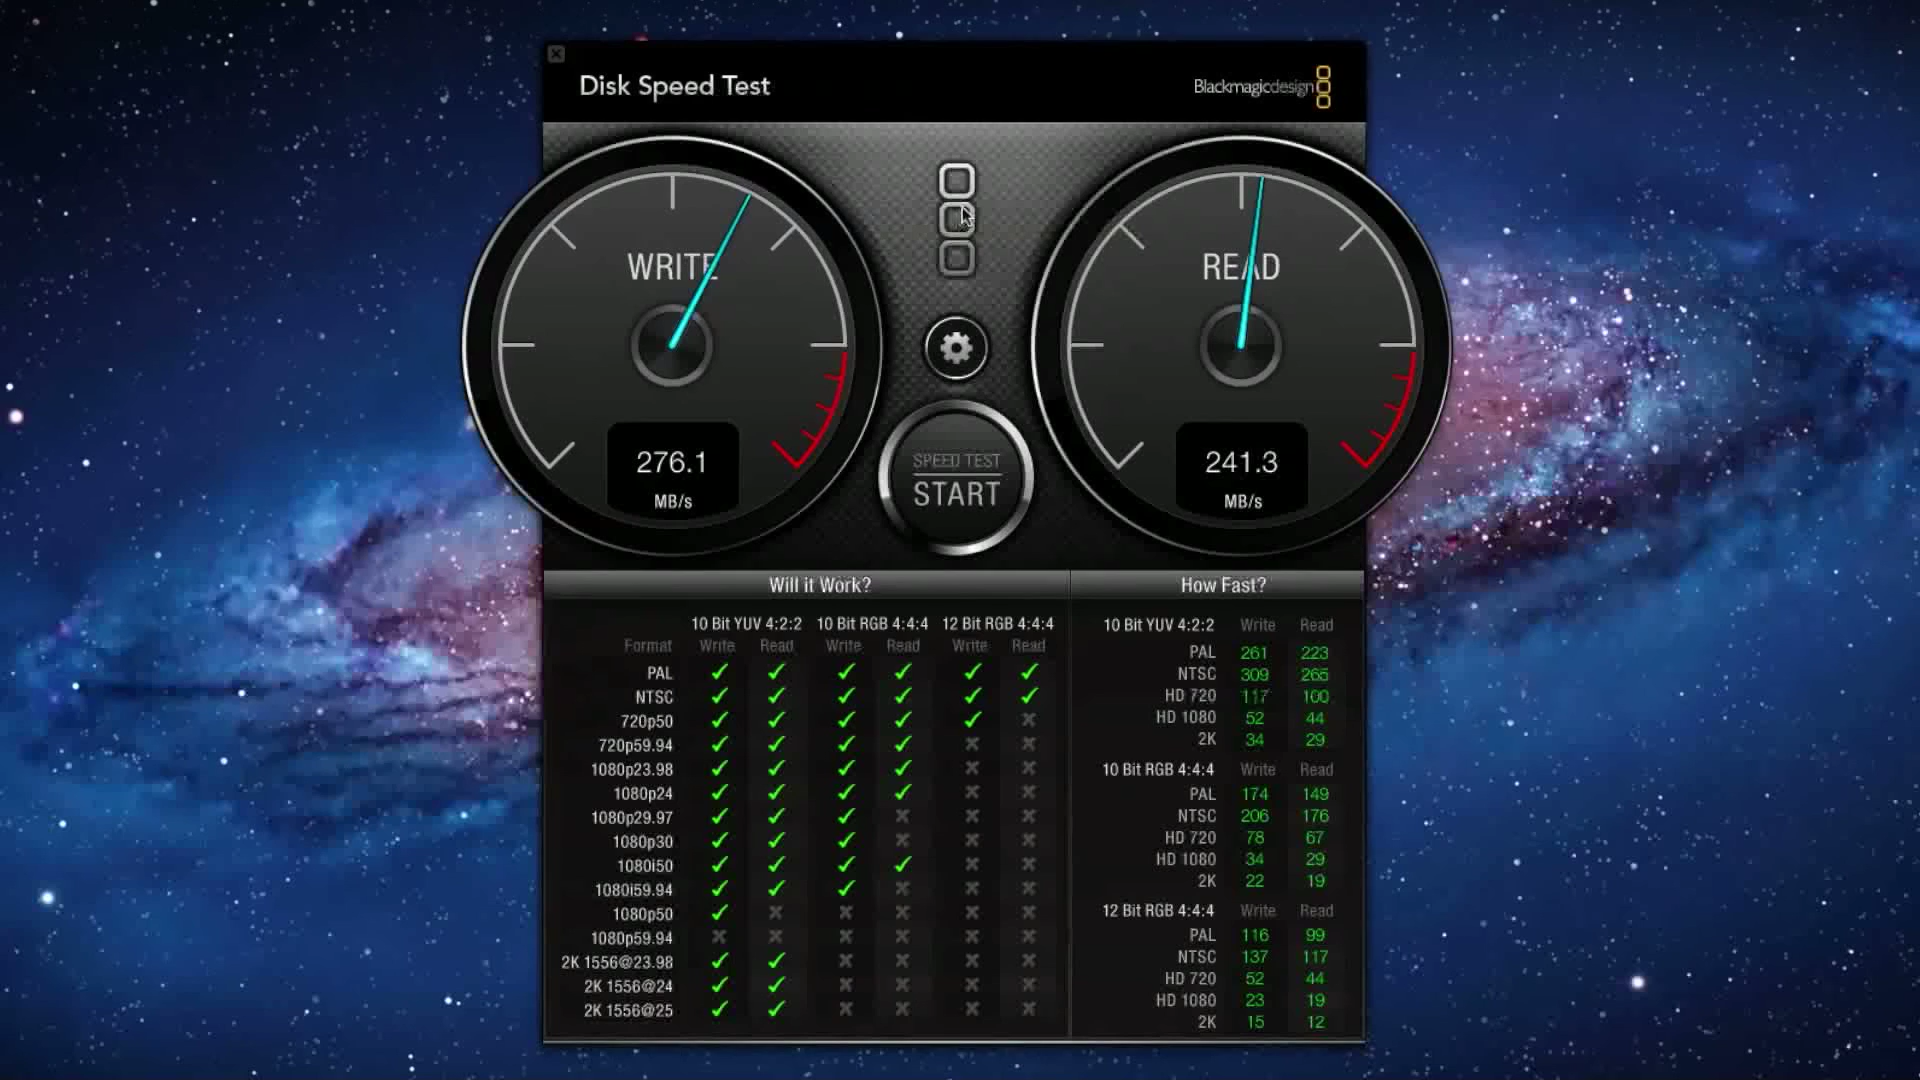 Disk Speed Test
Blackmagicdesign
WRITE
276.1
MB/s
SPEED TEST
START
READ
241.3
MB/s
Will it Work?
10 Bit YUV 4:2:2 10 Bit RGB 4:4:4 12 Bit RGB 4:4:4
Format Write Read Write Read Write Read
PAL
NTSC
720p50
720p59.94
1080p23.98
1080p24
1080p29.97
1080p30
1080i50
1080i59.94
1080p50
1080p59.94
2K 1556@23.98
2K 1556@24
2K 1556@25
How Fast?
10 Bit YUV 4:2:2 Write Read
PAL 261 223
NTSC 309 265
HD 720 117 100
HD 1080 52 44
2K 34 29
10 Bit RGB 4:4:4 Write Read
PAL 174 149
NTSC 206 176
HD 720 78 67
HD 1080 34 29
2K 22 19
12 Bit RGB 4:4:4 Write Read
PAL 116 99
NTSC 137 117
HD 720 52 44
HD 1080 23 19
2K 15 12